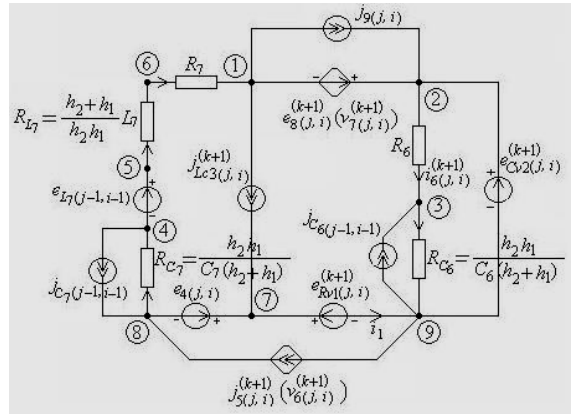 j9(j, i)
⑥ R7 ①
②
− +
e8(j, i)^(k+1)(v7(j, i)^(k+1))
RL7 = (h2+h1)/(h2h1) L7
R6
eCv2(j, i)^(k+1)
+
−
jLc3(j, i)^(k+1)
i6(j, i)^(k+1)
⑤
+
eL7(j−1,i−1)
−
③
jC6(j−1,i−1)
④
RC7 = h2h1/(C7(h2+h1))
RC6 = h2h1/(C6(h2+h1))
jC7(j−1,i−1)
e4(j, i)
⑦
eRv1(j, i)^(k+1)
⑧
− +
+ −
i1
⑨
j5(j, i)^(k+1)(v6(j, i)^(k+1))